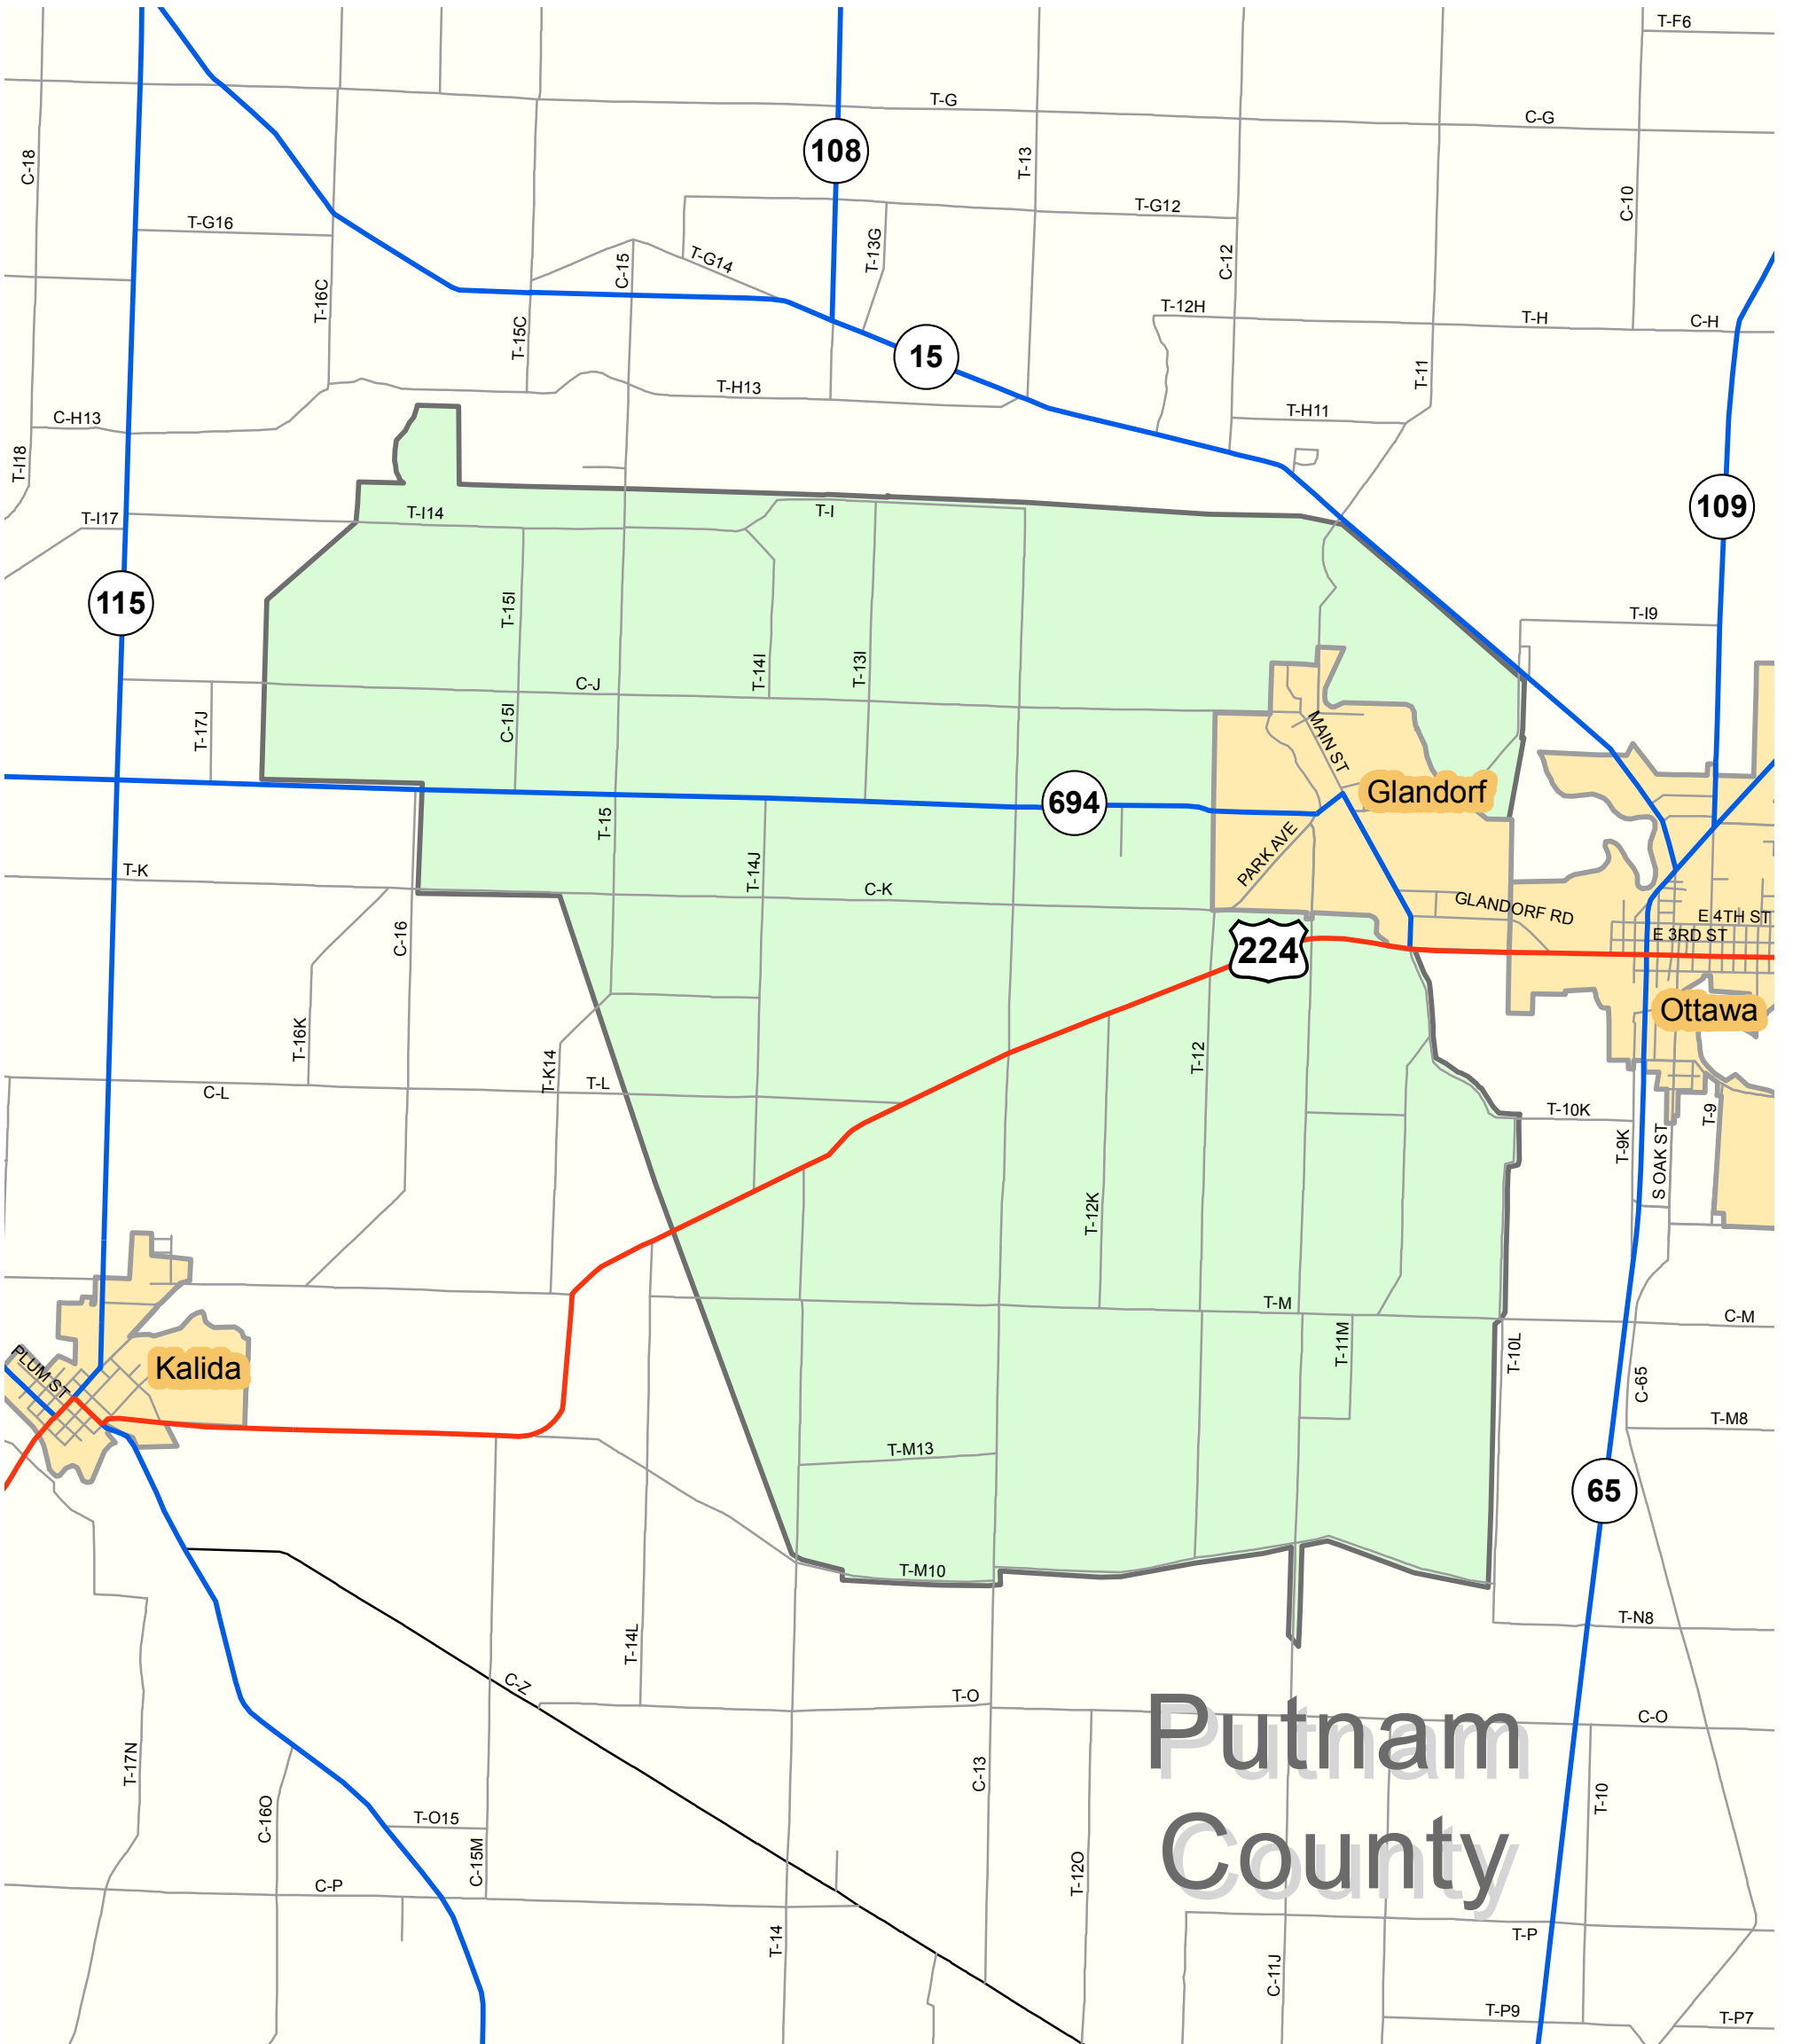 T-F6
T-G
C-G
108
C-18
T-13
C-10
T-G16
T-G12
T-G14
T-13G
C-15
C-12
T-16C
T-15C
T-12H
T-H
C-H
15
T-11
T-H13
C-H13
T-H11
T-I18
T-I14
T-I
T-I17
109
115
T-15I
T-I9
T-14I
T-13I
C-J
T-17J
C-15I
MAIN ST
Glandorf
694
T-15
PARK AVE
T-K
T-14J
C-K
GLANDORF RD
E 4TH ST
E 3RD ST
C-16
224
Ottawa
T-16K
T-12
T-K14
T-L
C-L
T-10K
T-9
T-9K
S OAK ST
T-12K
T-M
C-M
T-11M
T-10L
PLUM ST
Kalida
C-65
T-M8
T-M13
65
T-M10
T-N8
T-14L
C-Z
T-O
C-O
Putnam
County
T-17N
C-13
T-10
C-16O
T-O15
C-15M
T-12O
C-P
T-P
T-14
C-11J
T-P9
T-P7